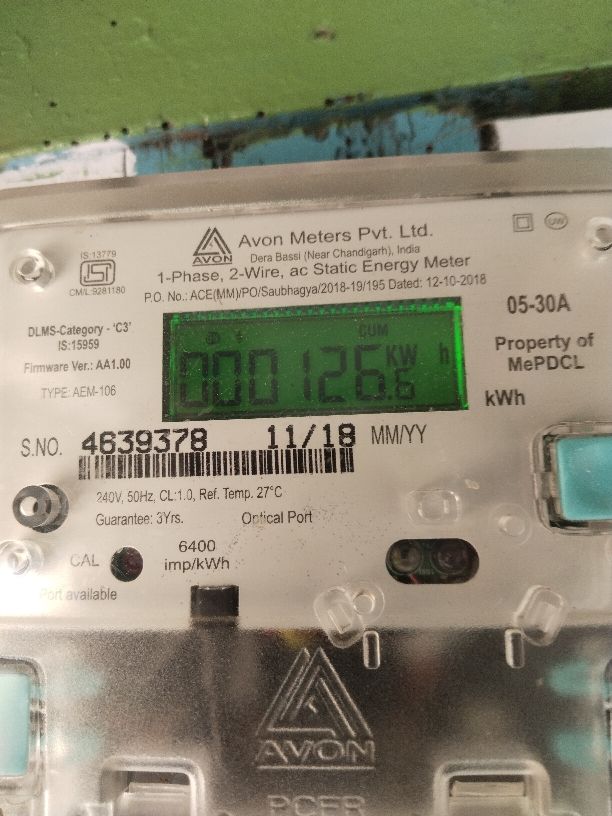 Avon Meters Pvt. Ltd.
AVON
Dera Bassi (Near Chandigarh), India
1-Phase, 2-Wire, ac Static Energy Meter
P.O. No.: ACE(MM)/PO/Saubhagya/2018-19/195 Dated: 12-10-2018
IS:13779
ISI
CM/L:9281180
DLMS-Category - 'C3'
IS:15959
Firmware Ver.: AA1.00
TYPE: AEM-106
CUM
000126.6 KW h
05-30A
Property of
MePDCL
kWh
S.NO. 4639378 11/18 MM/YY
240V, 50Hz, CL:1.0, Ref. Temp. 27°C
Guarantee: 3Yrs. Optical Port
CAL
6400
imp/kWh
Port available
AVON